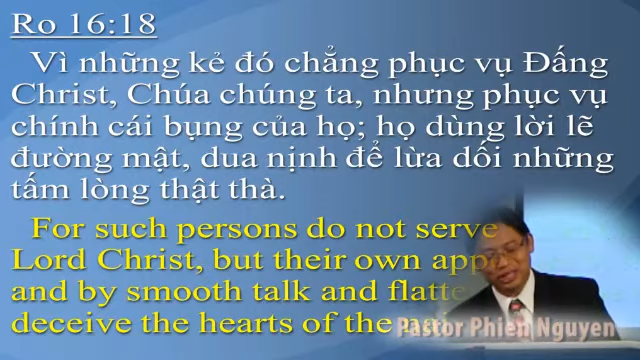 Ro 16:18
Vì những kẻ đó chẳng phục vụ Đấng
Christ, Chúa chúng ta, nhưng phục vụ
chính cái bụng của họ; họ dùng lời lẽ
đường mật, dua nịnh để lừa dối những
tấm lòng thật thà.
For such persons do not serve
Lord Christ, but their own
and by smooth talk and
deceive the hearts of the
Pastor Phien Nguyen